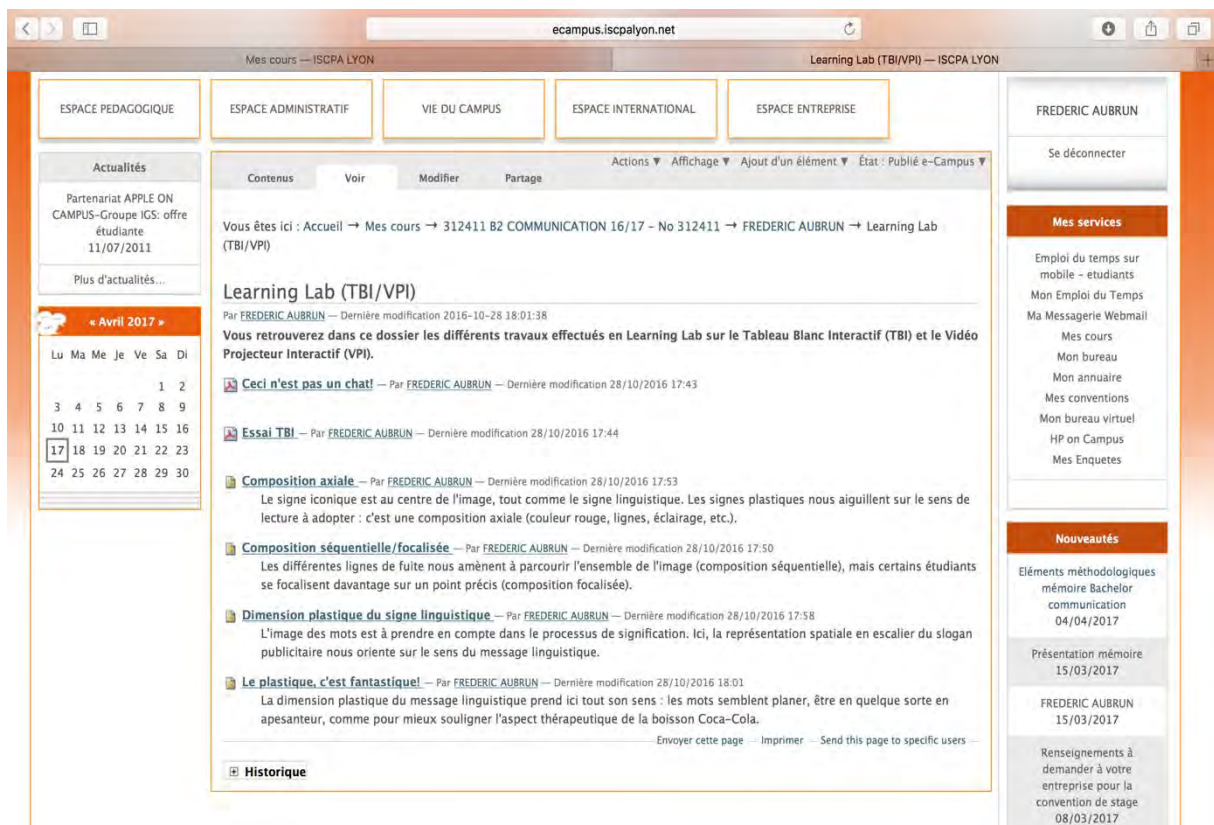 ecampus.iscpalyon.net
Mes cours — ISCPA LYON
Learning Lab (TBI/VPI) — ISCPA LYON
ESPACE PEDAGOGIQUE
ESPACE ADMINISTRATIF
VIE DU CAMPUS
ESPACE INTERNATIONAL
ESPACE ENTREPRISE
FREDERIC AUBRUN
Se déconnecter
Actualités
Partenariat APPLE ON
CAMPUS-Groupe IGS: offre
étudiante
11/07/2011
Plus d'actualités...
« Avril 2017 »
Lu Ma Me Je Ve Sa Di
1 2
3 4 5 6 7 8 9
10 11 12 13 14 15 16
17 18 19 20 21 22 23
24 25 26 27 28 29 30
Actions ▼ Affichage ▼ Ajout d'un élément ▼ État : Publié e-Campus ▼
Contenus Voir Modifier Partage
Vous êtes ici : Accueil → Mes cours → 312411 B2 COMMUNICATION 16/17 – No 312411 → FREDERIC AUBRUN → Learning Lab
(TBI/VPI)
Learning Lab (TBI/VPI)
Par FREDERIC AUBRUN — Dernière modification 2016-10-28 18:01:38
Vous retrouverez dans ce dossier les différents travaux effectués en Learning Lab sur le Tableau Blanc Interactif (TBI) et le Vidéo
Projecteur Interactif (VPI).
Ceci n'est pas un chat! — Par FREDERIC AUBRUN — Dernière modification 28/10/2016 17:43
Essai TBI — Par FREDERIC AUBRUN — Dernière modification 28/10/2016 17:44
Composition axiale — Par FREDERIC AUBRUN — Dernière modification 28/10/2016 17:53
Le signe iconique est au centre de l'image, tout comme le signe linguistique. Les signes plastiques nous aiguillent sur le sens de
lecture à adopter : c'est une composition axiale (couleur rouge, lignes, éclairage, etc.).
Composition séquentielle/focalisée — Par FREDERIC AUBRUN — Dernière modification 28/10/2016 17:50
Les différentes lignes de fuite nous amènent à parcourir l'ensemble de l'image (composition séquentielle), mais certains étudiants
se focalisent davantage sur un point précis (composition focalisée).
Dimension plastique du signe linguistique — Par FREDERIC AUBRUN — Dernière modification 28/10/2016 17:58
L'image des mots est à prendre en compte dans le processus de signification. Ici, la représentation spatiale en escalier du slogan
publicitaire nous oriente sur le sens du message linguistique.
Le plastique, c'est fantastique! — Par FREDERIC AUBRUN — Dernière modification 28/10/2016 18:01
La dimension plastique du message linguistique prend ici tout son sens : les mots semblent planer, être en quelque sorte en
apesanteur, comme pour mieux souligner l'aspect thérapeutique de la boisson Coca-Cola.
Envoyer cette page — Imprimer — Send this page to specific users —
Historique
Mes services
Emploi du temps sur
mobile – etudiants
Mon Emploi du Temps
Ma Messagerie Webmail
Mes cours
Mon bureau
Mon annuaire
Mes conventions
Mon bureau virtuel
HP on Campus
Mes Enquetes
Nouveautés
Eléments méthodologiques
mémoire Bachelor
communication
04/04/2017
Présentation mémoire
15/03/2017
FREDERIC AUBRUN
15/03/2017
Renseignements à
demander à votre
entreprise pour la
convention de stage
08/03/2017